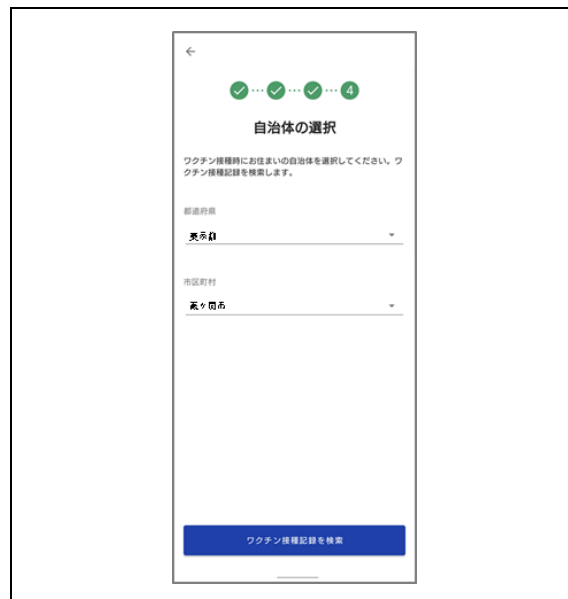 4
自治体の選択
ワクチン接種時にお住まいの自治体を選択してください。ワ
クチン接種記録を検索します。
都道府県
市区町村
ワクチン接種記録を検索